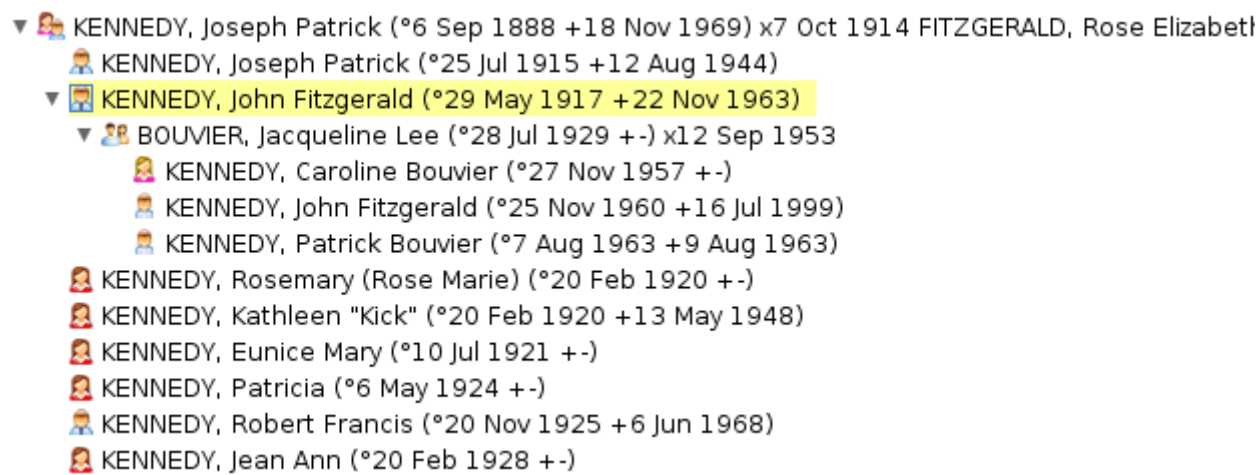 KENNEDY, Joseph Patrick (°6 Sep 1888 +18 Nov 1969) x7 Oct 1914 FITZGERALD, Rose Elizabeth
KENNEDY, Joseph Patrick (°25 Jul 1915 +12 Aug 1944)
KENNEDY, John Fitzgerald (°29 May 1917 +22 Nov 1963)
BOUVIER, Jacqueline Lee (°28 Jul 1929 +-) x12 Sep 1953
KENNEDY, Caroline Bouvier (°27 Nov 1957 +-)
KENNEDY, John Fitzgerald (°25 Nov 1960 +16 Jul 1999)
KENNEDY, Patrick Bouvier (°7 Aug 1963 +9 Aug 1963)
KENNEDY, Rosemary (Rose Marie) (°20 Feb 1920 +-)
KENNEDY, Kathleen "Kick" (°20 Feb 1920 +13 May 1948)
KENNEDY, Eunice Mary (°10 Jul 1921 +-)
KENNEDY, Patricia (°6 May 1924 +-)
KENNEDY, Robert Francis (°20 Nov 1925 +6 Jun 1968)
KENNEDY, Jean Ann (°20 Feb 1928 +-)